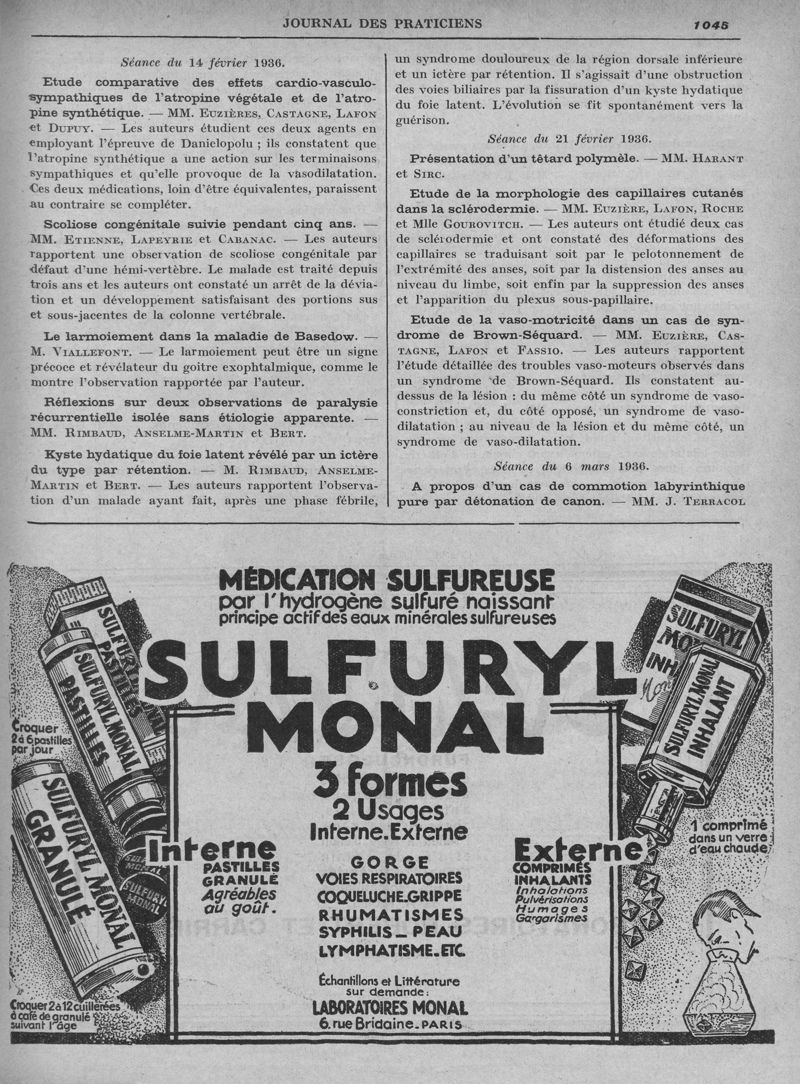 JOURNAL DES PRATICIENS
1045
Séance du 14 février 1936.
Etude comparative des effets cardio-vasculo-
sympathiques de l'atropine végétale et de l'atro-
pine synthétique. — MM. Euzières, Castagne, Lafon
et Dupuy. — Les auteurs étudient ces deux agents en
employant l'épreuve de Danielopolu ; ils constatent que
l'atropine synthétique a une action sur les terminaisons
sympathiques et qu'elle provoque de la vasodilatation.
Ces deux médications, loin d'être équivalentes, paraissent
au contraire se compléter.
Scoliose congénitale suivie pendant cinq ans. —
MM. Etienne, Lapeyrie et Cabanac. — Les auteurs
rapportent une observation de scoliose congénitale par
défaut d'une hémi-vertèbre. Le malade est traité depuis
trois ans et les auteurs ont constaté un arrêt de la dévia-
tion et un développement satisfaisant des portions sus
et sous-jacentes de la colonne vertébrale.
Le larmoiement dans la maladie de Basedow. —
M. Viallefont. — Le larmoiement peut être un signe
précoce et révélateur du goitre exophtalmique, comme le
montre l'observation rapportée par l'auteur.
Réflexions sur deux observations de paralysie
récurrentielle isolée sans étiologie apparente. —
MM. Rimbaud, Anselme-Martin et Bert.
Kyste hydatique du foie latent révélé par un ictère
du type par rétention. — M. Rimbaud, Anselme-
Martin et Bert. — Les auteurs rapportent l'observa-
tion d'un malade ayant fait, après une phase fébrile,
un syndrome douloureux de la région dorsale inférieure
et un ictère par rétention. Il s'agissait d'une obstruction
des voies biliaires par la fissuration d'un kyste hydatique
du foie latent. L'évolution se fit spontanément vers la
guérison.
Séance du 21 février 1936.
Présentation d'un têtard polymèle. — MM. Harant
et Sirc.
Etude de la morphologie des capillaires cutanés
dans la sclérodermie. — MM. Euzière, Lafon, Roche
et Mlle Gourovitch. — Les auteurs ont étudié deux cas
de sclérodermie et ont constaté des déformations des
capillaires se traduisant soit par le pelotonnement de
l'extrémité des anses, soit par la distension des anses au
niveau du limbe, soit enfin par la suppression des anses
et l'apparition du plexus sous-papillaire.
Etude de la vaso-motricité dans un cas de syn-
drome de Brown-Séquard. — MM. Euzière, Cas-
tagne, Lafon et Fassio. — Les auteurs rapportent
l'étude détaillée des troubles vaso-moteurs observés dans
un syndrome de Brown-Séquard. Ils constatent au-
dessus de la lésion : du même côté un syndrome de vaso-
constriction et, du côté opposé, un syndrome de vaso-
dilatation ; au niveau de la lésion et du même côté, un
syndrome de vaso-dilatation.
Séance du 6 mars 1936.
A propos d'un cas de commotion labyrinthique
pure par détonation de canon. — MM. J. Terracol
MÉDICATION SULFUREUSE
par l'hydrogène sulfuré naissant
principe actif des eaux minérales sulfureuses
SULFURYL
MONAL
3 formes
2 Usages
Interne.Externe
GORGE
VOIES RESPIRATOIRES
COQUELUCHE.GRIPPE
RHUMATISMES
SYPHILIS_ PEAU
LYMPHATISME.ETC.
Échantillons et Littérature
sur demande:
LABORATOIRES MONAL
6.rue Bridaine_PARIS
Interne
PASTILLES
GRANULÉ
Agréables
au goût.
Externe
COMPRIMÉS
INHALANTS
Inhalations
Pulvérisations
Humages
Gargarismes
SULFURYL
PASTILLES
SULFURYL MONAL
PASTILLES
Croquer
2 à 6 pastilles
par jour
SULFURYL MONAL
GRANULÉ
SULFURYL
MONAL
Croquer 2 à 12 cuillerées
à café de granulé
suivant l'âge
SULFURYL
MONAL
INH
SULFURYL MONAL
INHALANT
1 comprimé
dans un verre
d'eau chaude